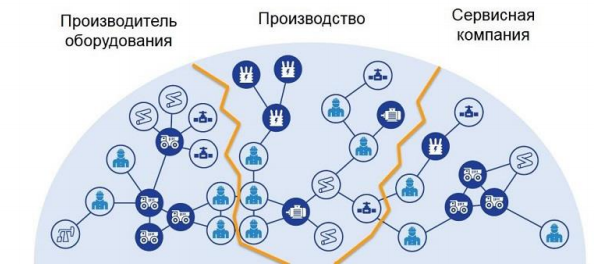 Производитель
оборудования
Производство
Сервисная
компания